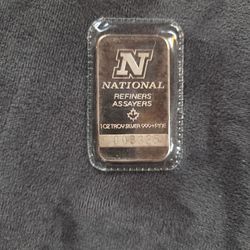 N
NATIONAL
REFINERS
ASSAYERS
1 OZ TROY SILVER 999+ FINE